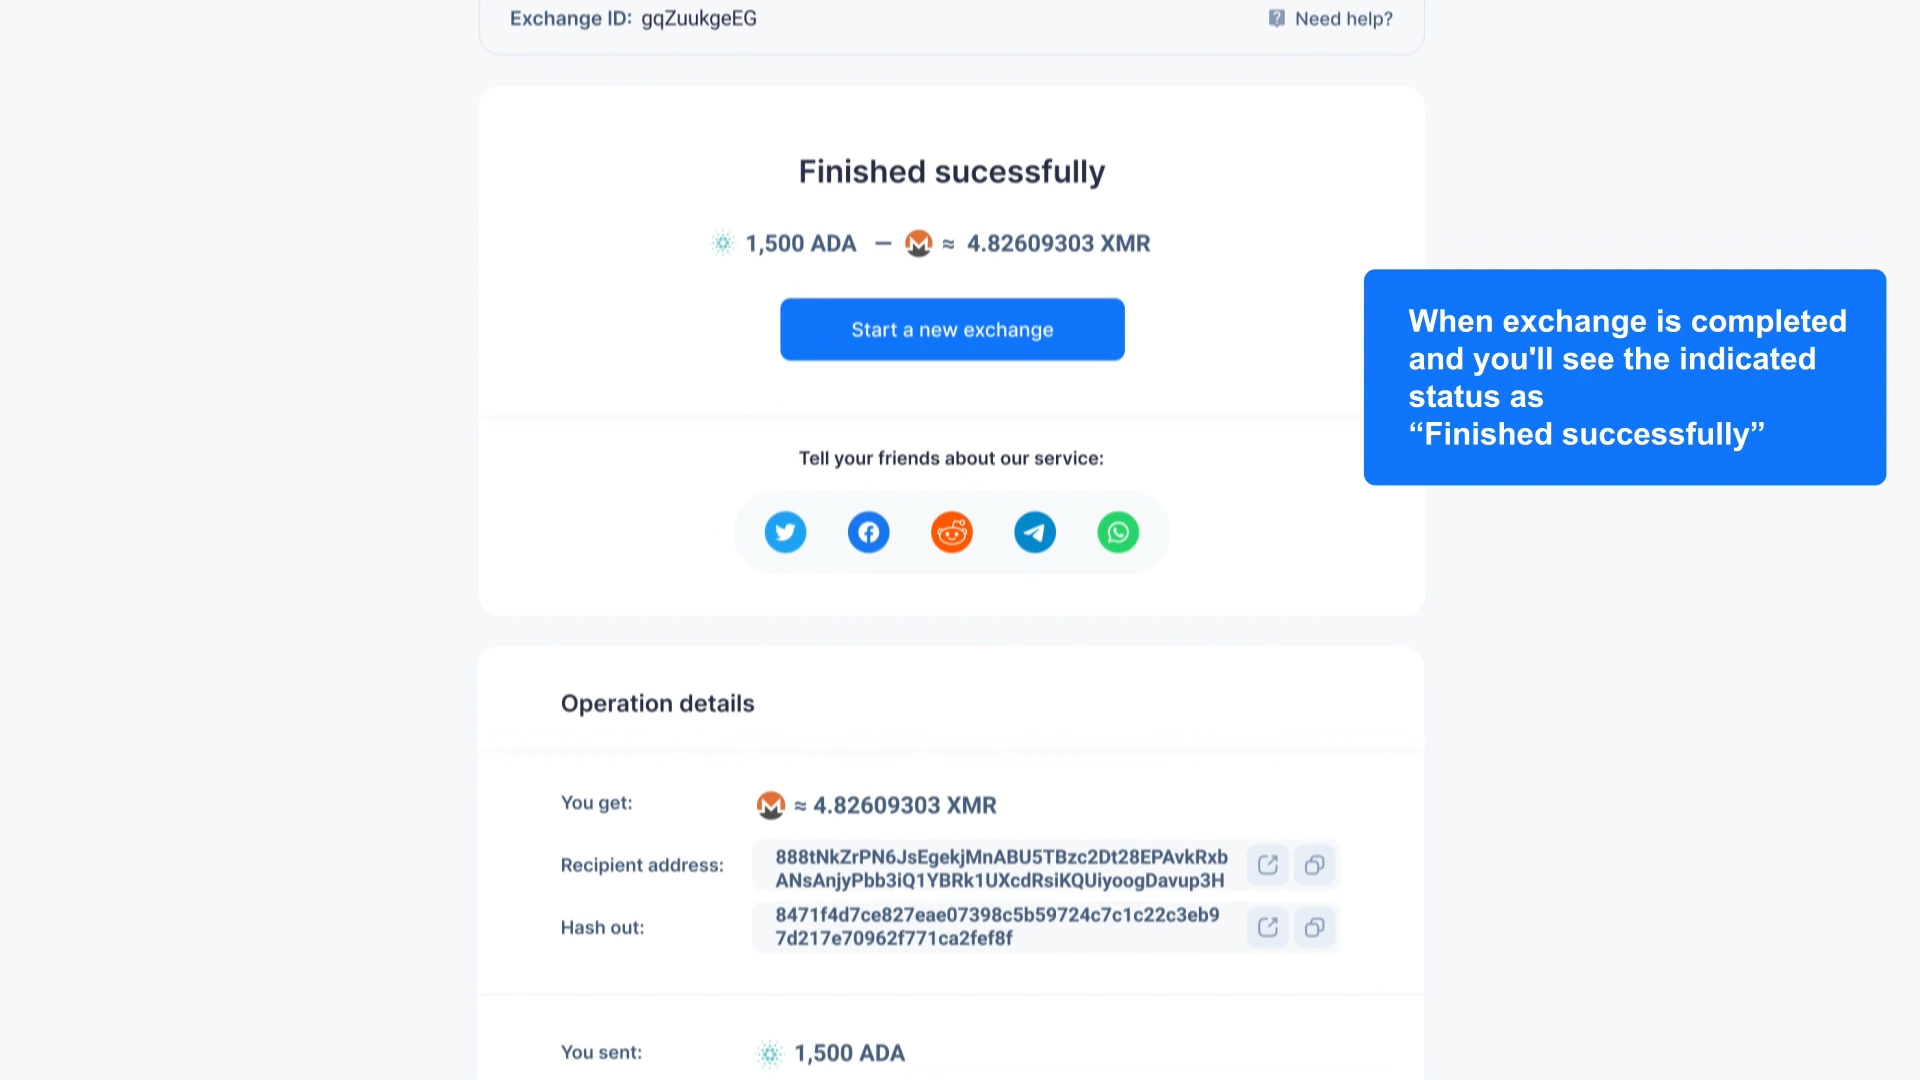 Exchange ID: gqZuukgeEG
Need help?
Finished sucessfully
1,500 ADA — ≈ 4.82609303 XMR
Start a new exchange
When exchange is completed
and you'll see the indicated
status as
“Finished successfully”
Tell your friends about our service:
Operation details
You get: ≈ 4.82609303 XMR
Recipient address: 888tNkZrPN6JsEgekjMnABU5TBzc2Dt28EPAvkRxb
ANsAnjyPbb3iQ1YBRk1UXcdRsiKQUiyoogDavup3H
Hash out: 8471f4d7ce827eae07398c5b59724c7c1c22c3eb9
7d217e70962f771ca2fef8f
You sent: 1,500 ADA